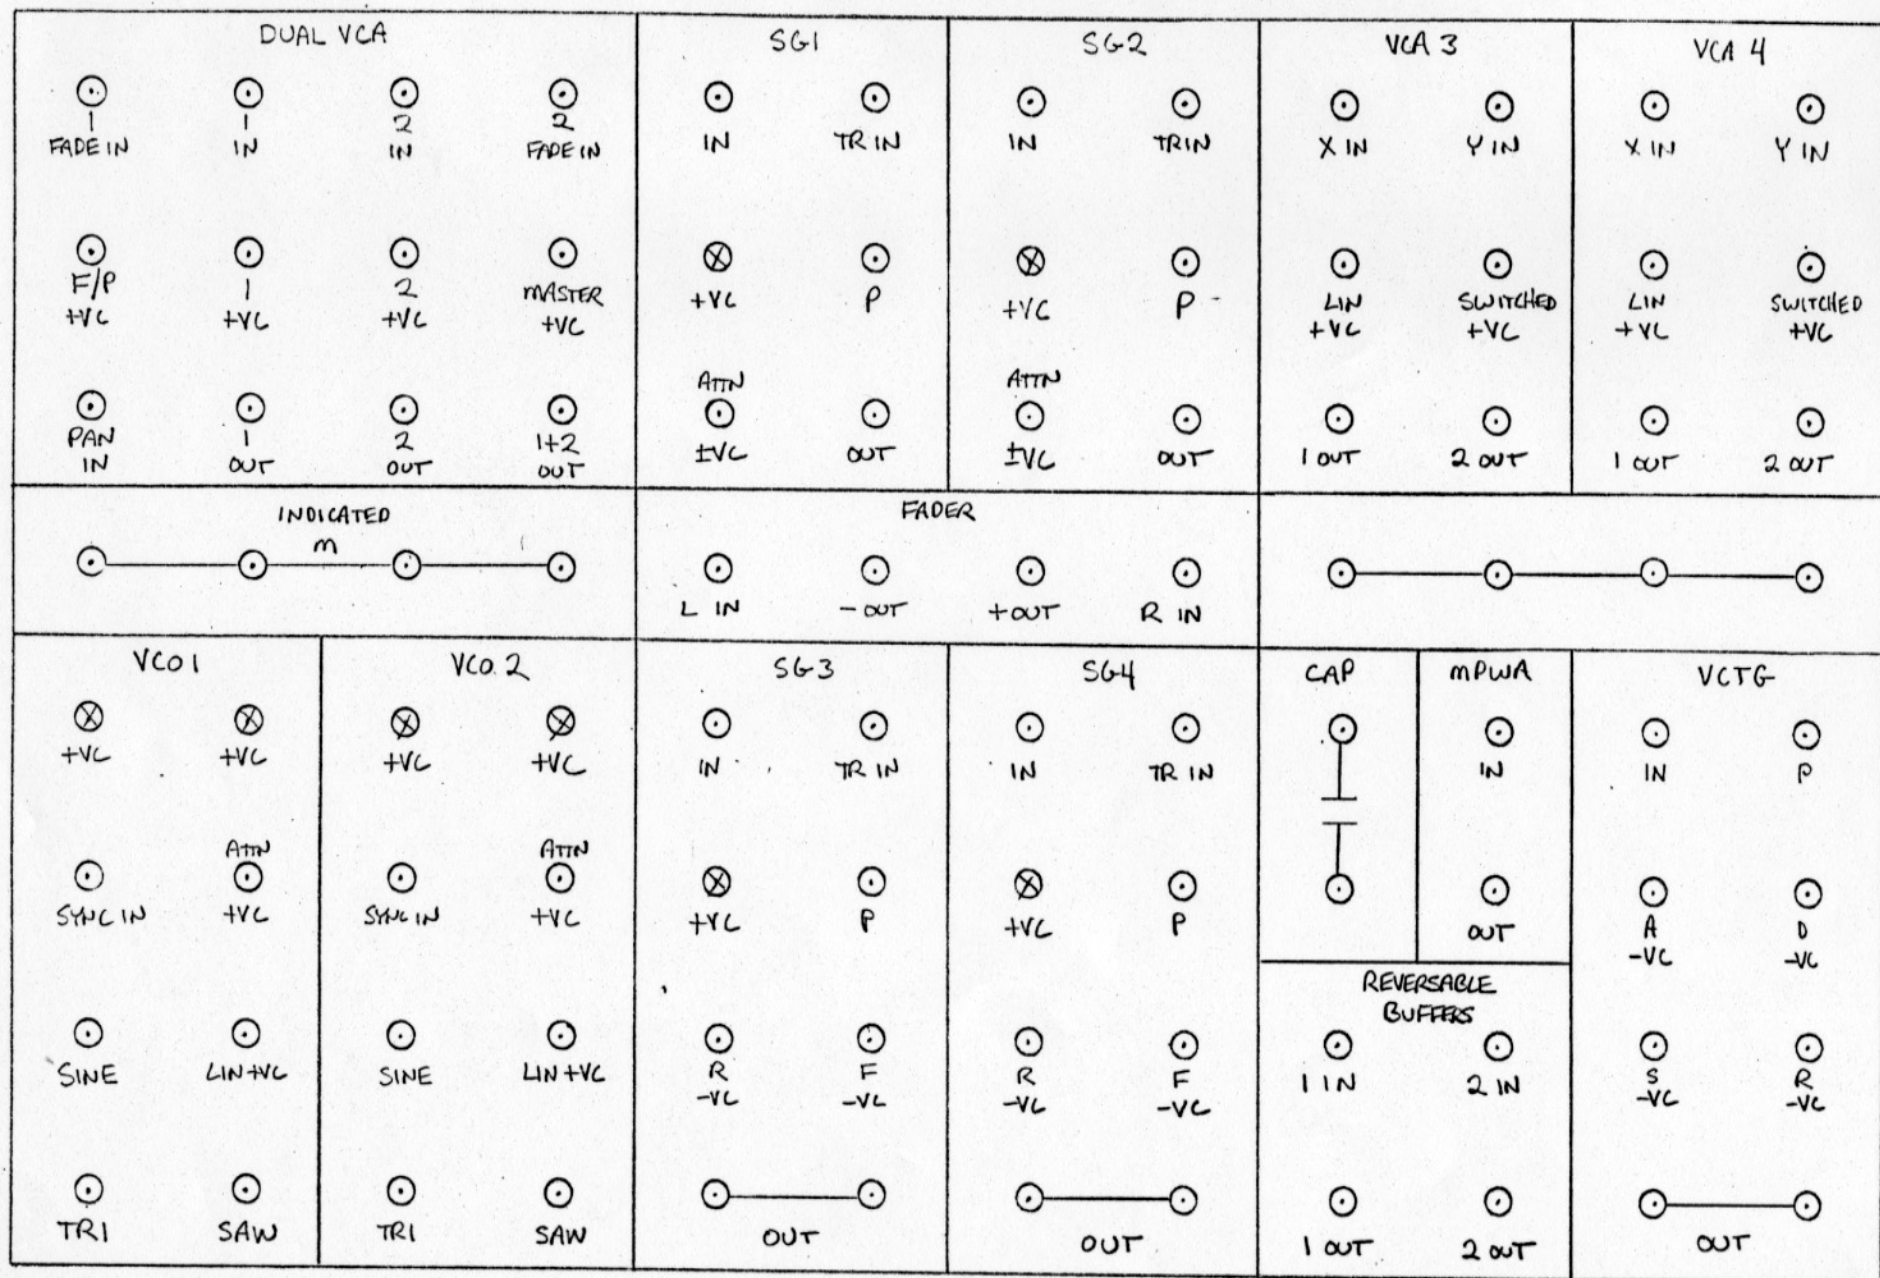 DUAL VCA
1
FADE IN
1
IN
2
IN
2
FADE IN
F/P
+VC
1
+VC
2
+VC
MASTER
+VC
PAN
IN
1
OUT
2
OUT
1+2
OUT
SG1
IN
TR IN
+VC
P
ATTN
±VC
OUT
SG2
IN
TR IN
+VC
P
ATTN
±VC
OUT
VCA 3
X IN
Y IN
LIN
+VC
SWITCHED
+VC
1 OUT
2 OUT
VCA 4
X IN
Y IN
LIN
+VC
SWITCHED
+VC
1 OUT
2 OUT
INDICATED
M
FADER
L IN
- OUT
+ OUT
R IN
VCO 1
+VC
+VC
SYNC IN
ATTN
+VC
SINE
LIN +VC
TRI
SAW
VCO 2
+VC
+VC
SYNC IN
ATTN
+VC
SINE
LIN +VC
TRI
SAW
SG3
IN
TR IN
+VC
P
R
-VC
F
-VC
OUT
SG4
IN
TR IN
+VC
P
R
-VC
F
-VC
OUT
CAP
MPWR
IN
OUT
REVERSABLE
BUFFERS
1 IN
2 IN
1 OUT
2 OUT
VCTG
IN
P
A
-VC
D
-VC
S
-VC
R
-VC
OUT